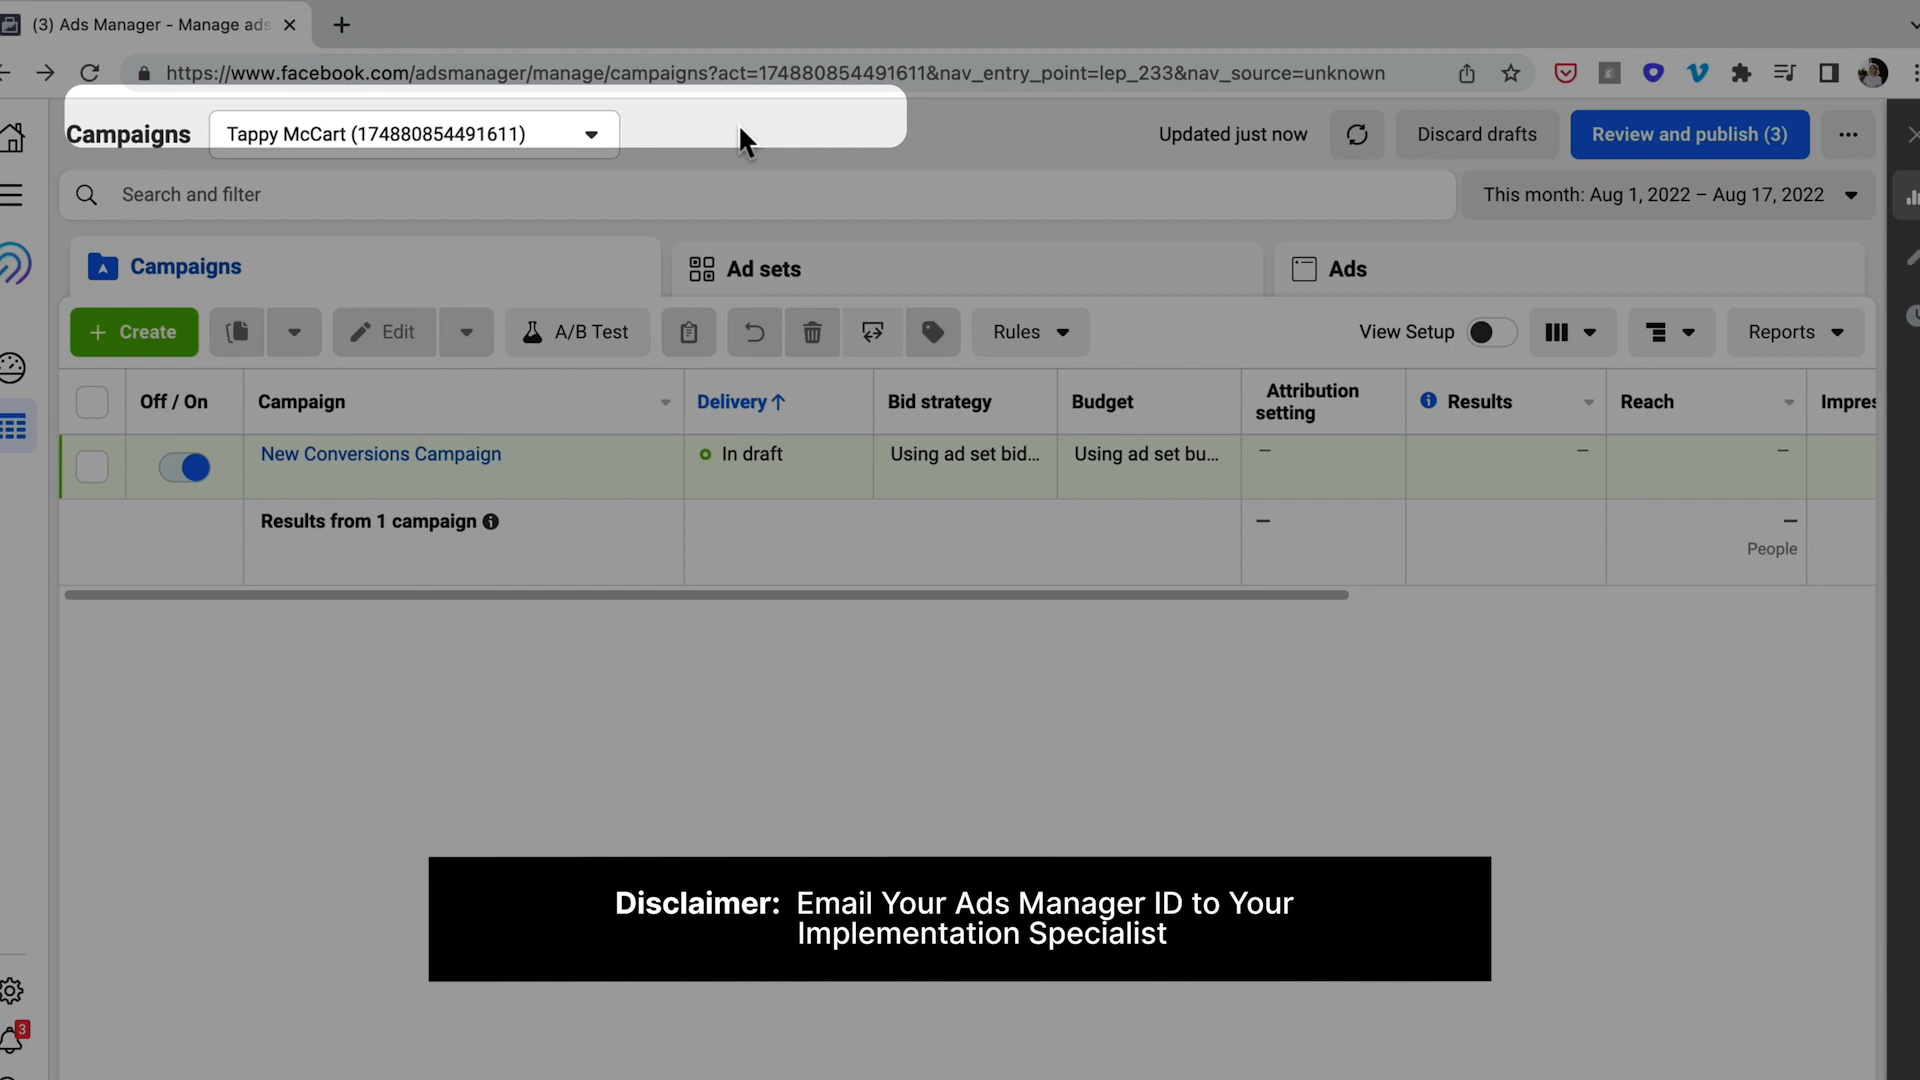 (3) Ads Manager - Manage ads
https://www.facebook.com/adsmanager/manage/campaigns?act=174880854491611&nav_entry_point=lep_233&nav_source=unknown
Campaigns
Tappy McCart (174880854491611)
Updated just now
Discard drafts
Review and publish (3)
Search and filter
This month: Aug 1, 2022 – Aug 17, 2022
Campaigns
Ad sets
Ads
+ Create
Edit
A/B Test
Rules
View Setup
Reports
Off / On
Campaign
Delivery ↑
Bid strategy
Budget
Attribution
setting
Results
Reach
Impres
New Conversions Campaign
In draft
Using ad set bid...
Using ad set bu...
–
–
–
Results from 1 campaign
–
–
People
Disclaimer: Email Your Ads Manager ID to Your
Implementation Specialist
3